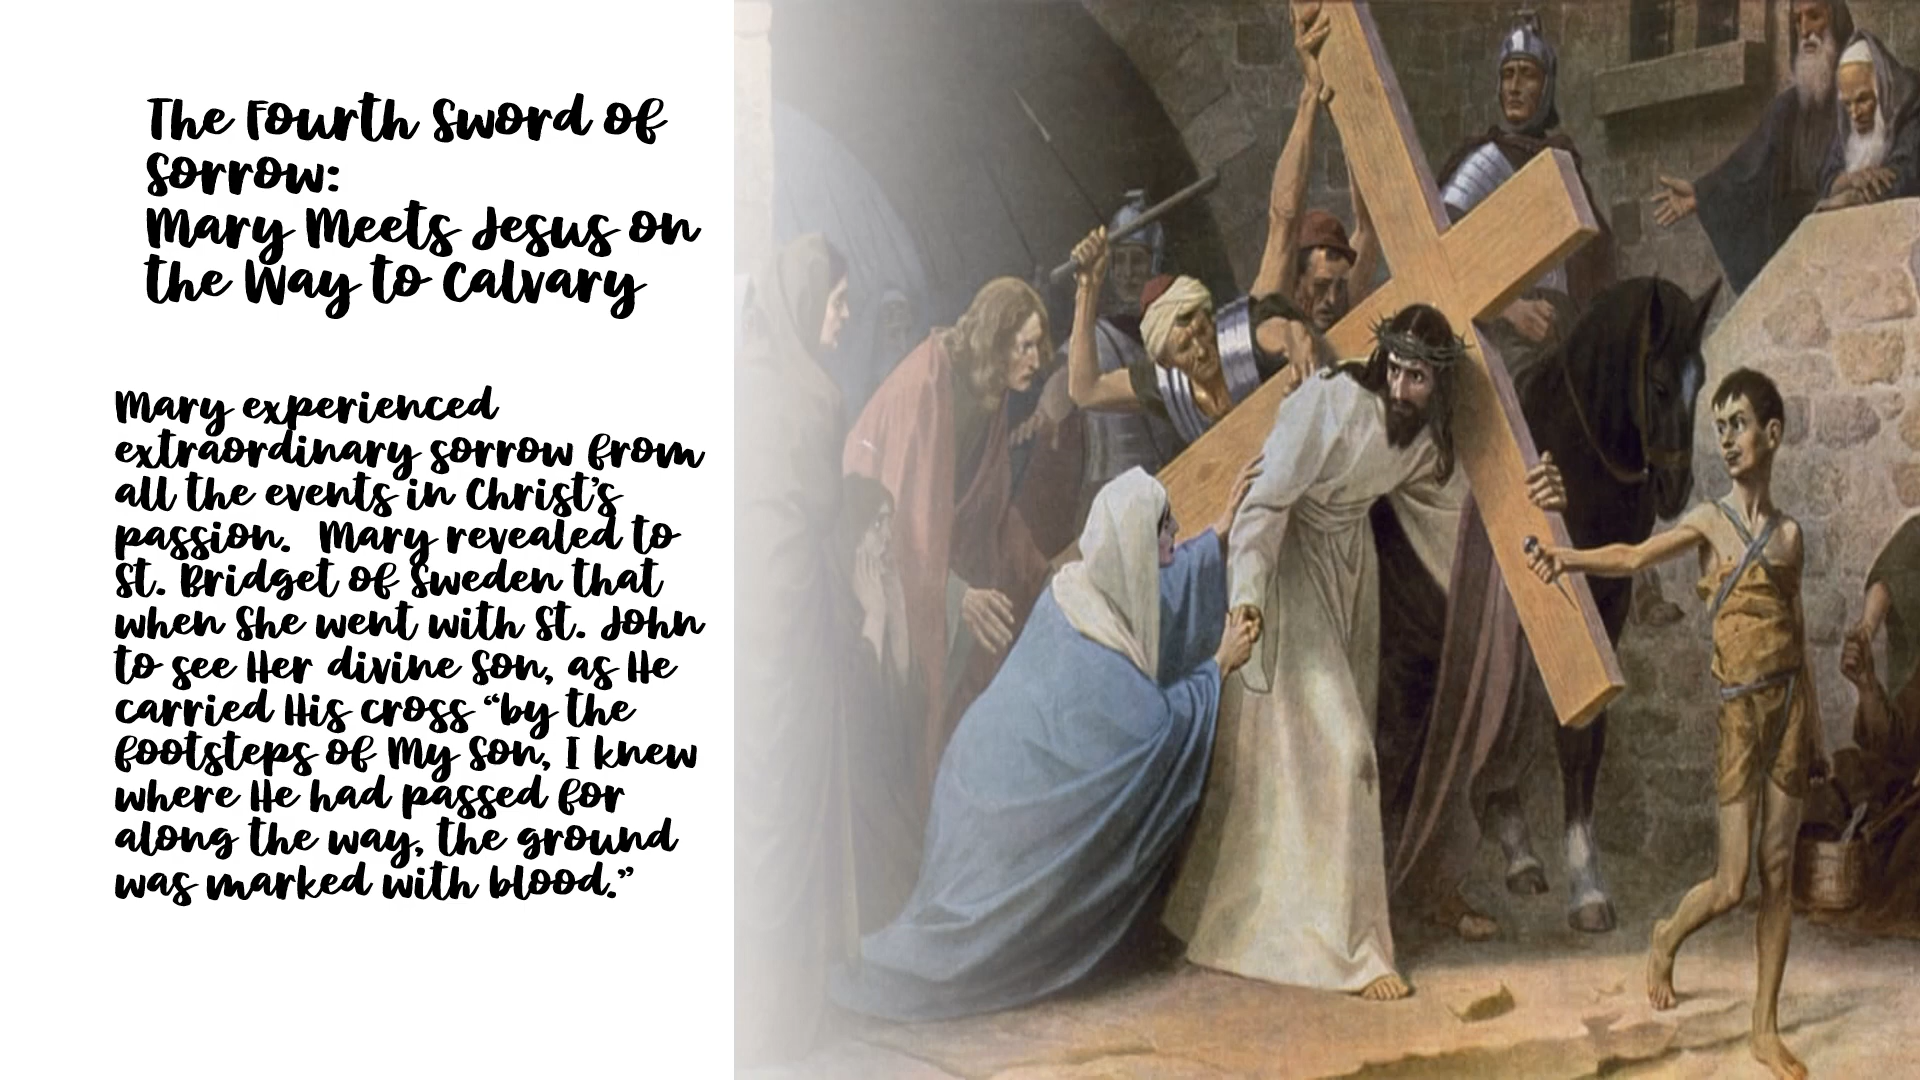 The Fourth Sword of
Sorrow:
Mary Meets Jesus on
the Way to Calvary
Mary experienced
extraordinary sorrow from
all the events in Christ's
passion.  Mary revealed to
St. Bridget of Sweden that
when She went with St. John
to see Her divine Son, as He
carried His cross “by the
footsteps of My Son, I knew
where He had passed for
along the way, the ground
was marked with blood.”